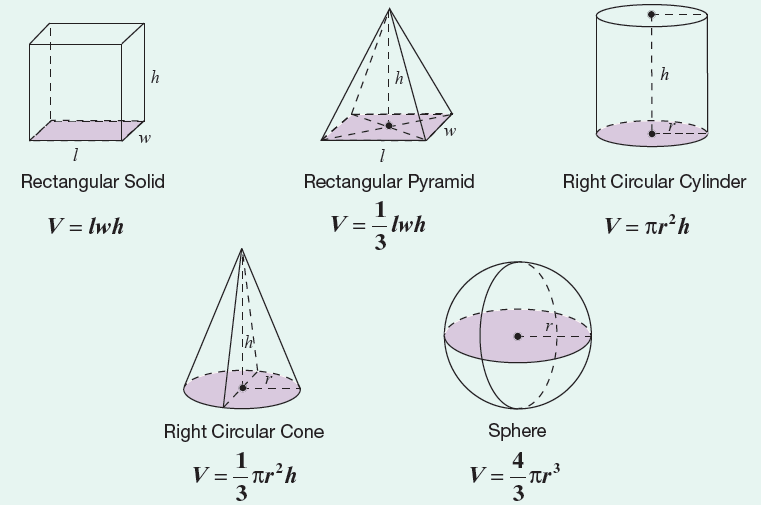 h
w
l
Rectangular Solid
V = lwh
h
w
l
Rectangular Pyramid
V = 1/3 lwh
h
r
Right Circular Cylinder
V = πr²h
h
r
Right Circular Cone
V = 1/3 πr²h
r
Sphere
V = 4/3 πr³